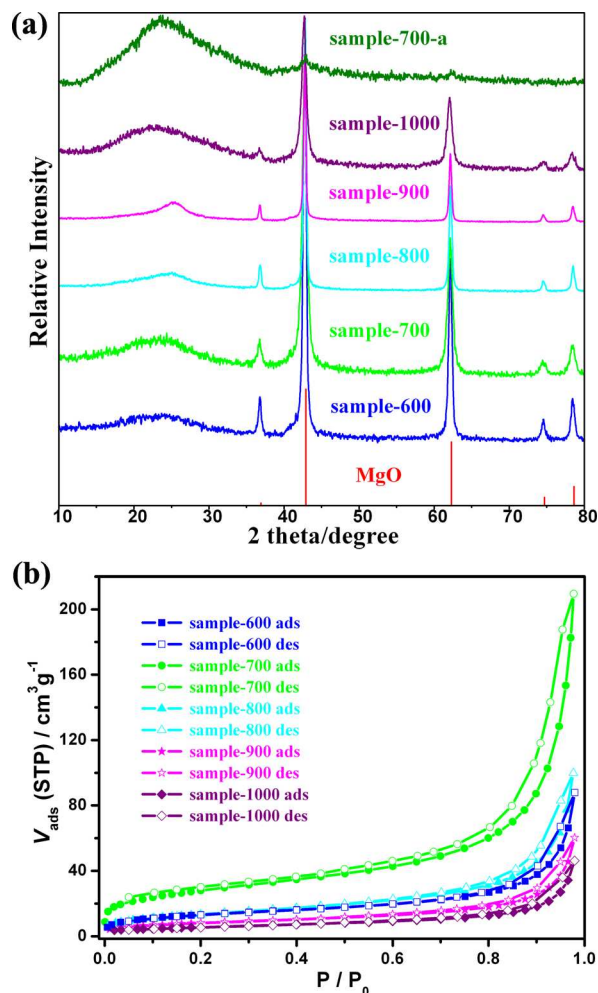 (a)
sample-700-a
sample-1000
sample-900
sample-800
sample-700
sample-600
MgO
Relative Intensity
10 20 30 40 50 60 70 80
2 theta/degree
(b)
200
160
120
80
40
0
V_ads (STP) / cm³g⁻¹
sample-600 ads
sample-600 des
sample-700 ads
sample-700 des
sample-800 ads
sample-800 des
sample-900 ads
sample-900 des
sample-1000 ads
sample-1000 des
0.0 0.2 0.4 0.6 0.8 1.0
P / P₀